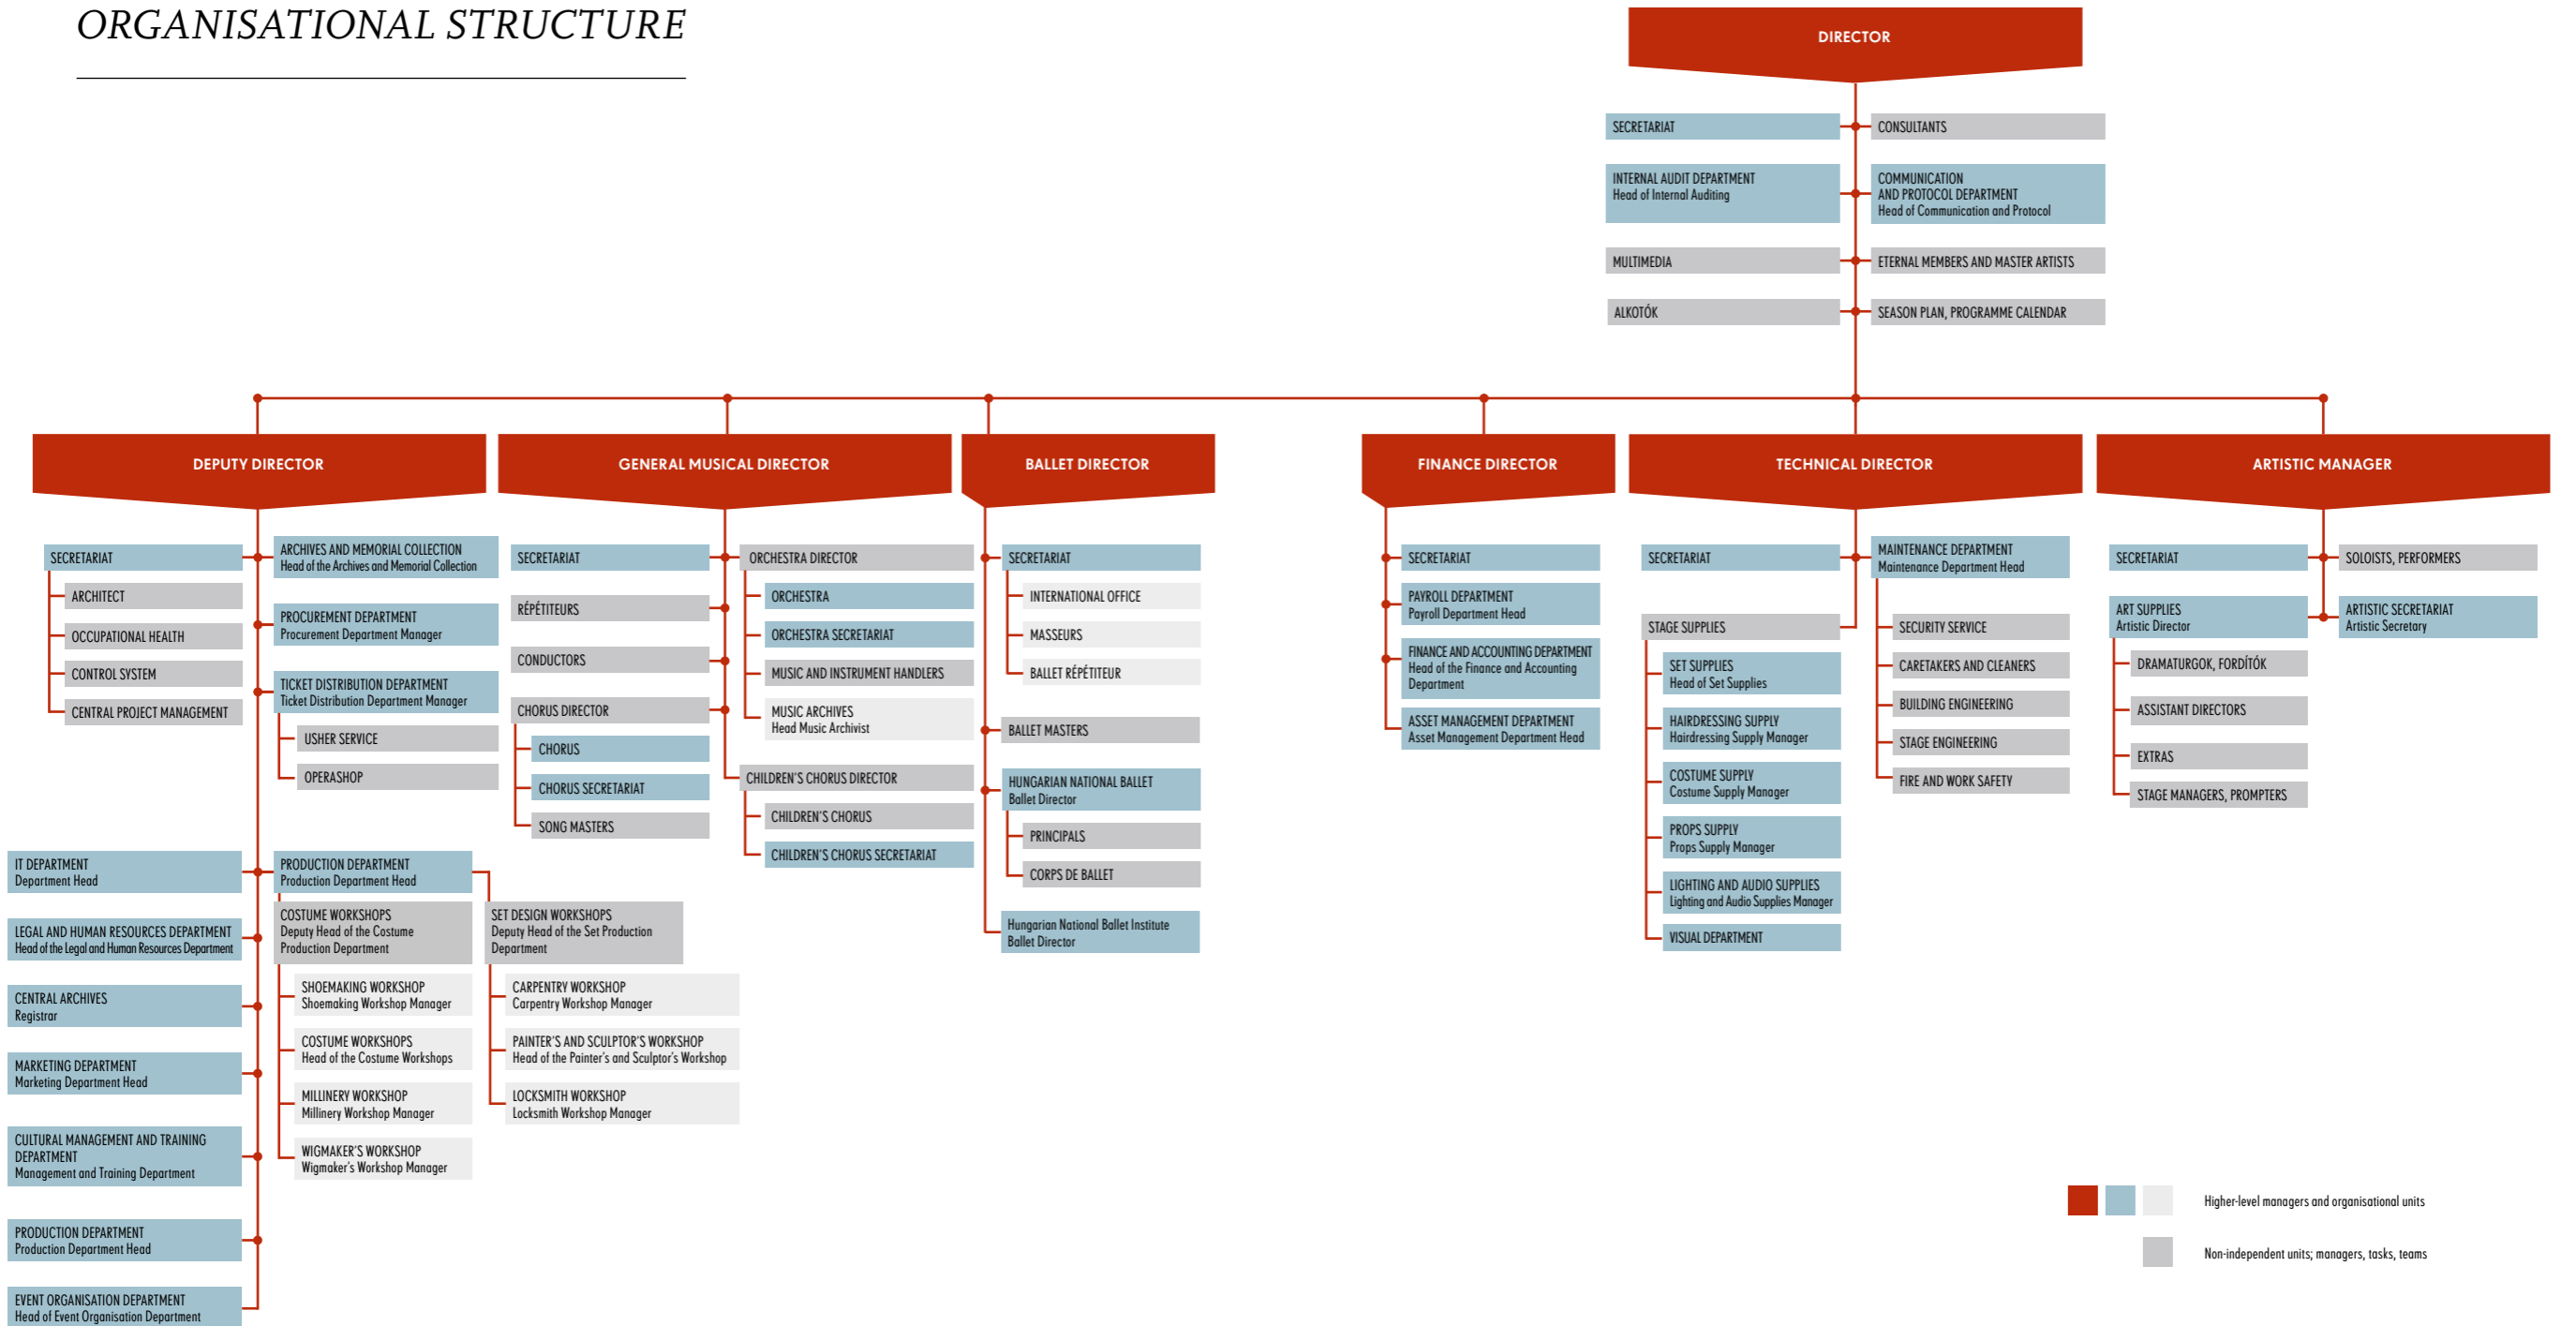 ORGANISATIONAL STRUCTURE
DIRECTOR
SECRETARIAT
CONSULTANTS
INTERNAL AUDIT DEPARTMENT
Head of Internal Auditing
COMMUNICATION
AND PROTOCOL DEPARTMENT
Head of Communication and Protocol
MULTIMEDIA
ETERNAL MEMBERS AND MASTER ARTISTS
ALKOTÓK
SEASON PLAN, PROGRAMME CALENDAR
DEPUTY DIRECTOR
SECRETARIAT
ARCHITECT
OCCUPATIONAL HEALTH
CONTROL SYSTEM
CENTRAL PROJECT MANAGEMENT
ARCHIVES AND MEMORIAL COLLECTION
Head of the Archives and Memorial Collection
PROCUREMENT DEPARTMENT
Procurement Department Manager
TICKET DISTRIBUTION DEPARTMENT
Ticket Distribution Department Manager
USHER SERVICE
OPERASHOP
IT DEPARTMENT
Department Head
LEGAL AND HUMAN RESOURCES DEPARTMENT
Head of the Legal and Human Resources Department
CENTRAL ARCHIVES
Registrar
MARKETING DEPARTMENT
Marketing Department Head
CULTURAL MANAGEMENT AND TRAINING
DEPARTMENT
Management and Training Department
PRODUCTION DEPARTMENT
Production Department Head
EVENT ORGANISATION DEPARTMENT
Head of Event Organisation Department
PRODUCTION DEPARTMENT
Production Department Head
COSTUME WORKSHOPS
Deputy Head of the Costume
Production Department
SHOEMAKING WORKSHOP
Shoemaking Workshop Manager
COSTUME WORKSHOPS
Head of the Costume Workshops
MILLINERY WORKSHOP
Millinery Workshop Manager
WIGMAKER'S WORKSHOP
Wigmaker's Workshop Manager
SET DESIGN WORKSHOPS
Deputy Head of the Set Production
Department
CARPENTRY WORKSHOP
Carpentry Workshop Manager
PAINTER'S AND SCULPTOR'S WORKSHOP
Head of the Painter's and Sculptor's Workshop
LOCKSMITH WORKSHOP
Locksmith Workshop Manager
GENERAL MUSICAL DIRECTOR
SECRETARIAT
RÉPÉTITEURS
CONDUCTORS
CHORUS DIRECTOR
CHORUS
CHORUS SECRETARIAT
SONG MASTERS
ORCHESTRA DIRECTOR
ORCHESTRA
ORCHESTRA SECRETARIAT
MUSIC AND INSTRUMENT HANDLERS
MUSIC ARCHIVES
Head Music Archivist
CHILDREN'S CHORUS DIRECTOR
CHILDREN'S CHORUS
CHILDREN'S CHORUS SECRETARIAT
BALLET DIRECTOR
SECRETARIAT
INTERNATIONAL OFFICE
MASSEURS
BALLET RÉPÉTITEUR
BALLET MASTERS
HUNGARIAN NATIONAL BALLET
Ballet Director
PRINCIPALS
CORPS DE BALLET
Hungarian National Ballet Institute
Ballet Director
FINANCE DIRECTOR
SECRETARIAT
PAYROLL DEPARTMENT
Payroll Department Head
FINANCE AND ACCOUNTING DEPARTMENT
Head of the Finance and Accounting
Department
ASSET MANAGEMENT DEPARTMENT
Asset Management Department Head
TECHNICAL DIRECTOR
SECRETARIAT
STAGE SUPPLIES
SET SUPPLIES
Head of Set Supplies
HAIRDRESSING SUPPLY
Hairdressing Supply Manager
COSTUME SUPPLY
Costume Supply Manager
PROPS SUPPLY
Props Supply Manager
LIGHTING AND AUDIO SUPPLIES
Lighting and Audio Supplies Manager
VISUAL DEPARTMENT
MAINTENANCE DEPARTMENT
Maintenance Department Head
SECURITY SERVICE
CARETAKERS AND CLEANERS
BUILDING ENGINEERING
STAGE ENGINEERING
FIRE AND WORK SAFETY
ARTISTIC MANAGER
SECRETARIAT
SOLOISTS, PERFORMERS
ART SUPPLIES
Artistic Director
ARTISTIC SECRETARIAT
Artistic Secretary
DRAMATURGOK, FORDÍTÓK
ASSISTANT DIRECTORS
EXTRAS
STAGE MANAGERS, PROMPTERS
Higher-level managers and organisational units
Non-independent units; managers, tasks, teams